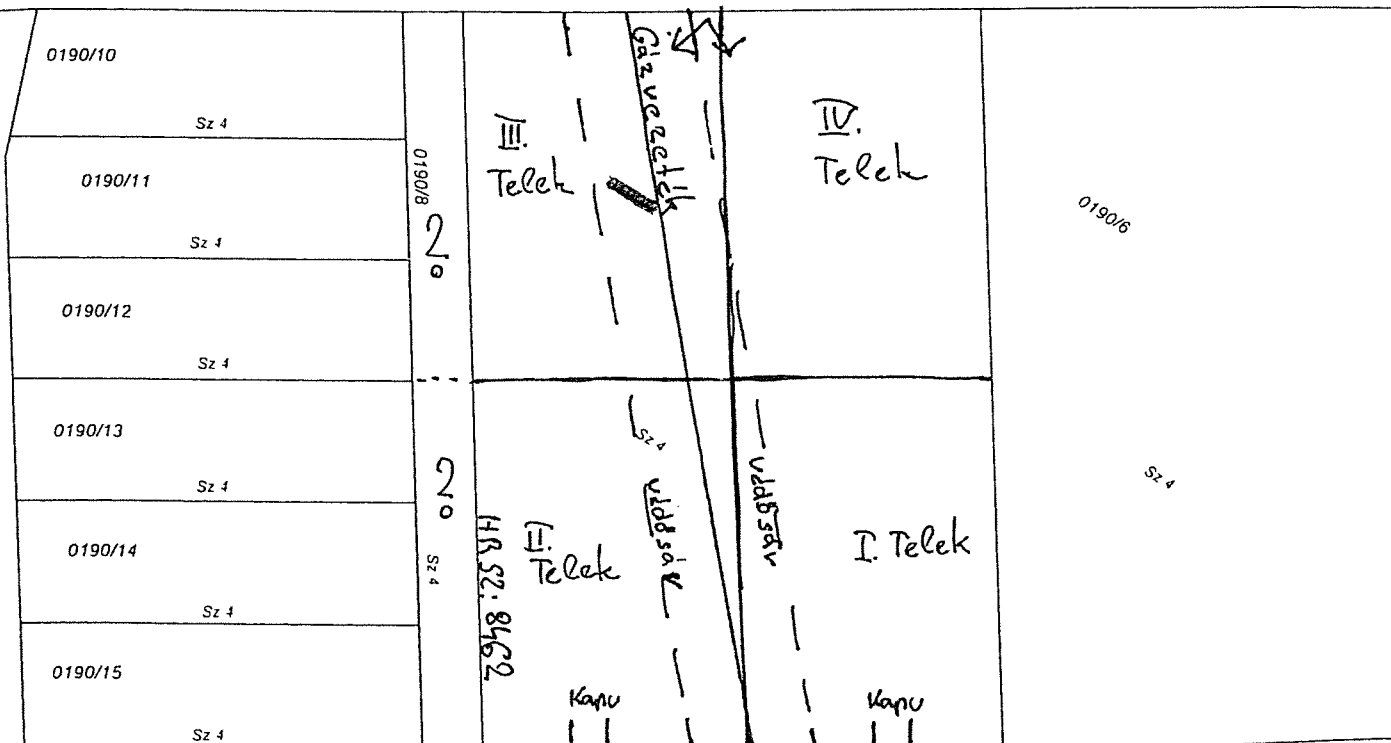 0190/10
Sz 4
0190/11
Sz 4
0190/12
Sz 4
0190/13
Sz 4
0190/14
Sz 4
0190/15
Sz 4
0190/8
2
2
Sz 4
III.
Telek
Gázvezeték
IV.
Telek
0190/6
Sz 4
Sz 4
védősáv
védősáv
II.
Telek
I. Telek
HRSZ: 8462
Kapu
Kapu